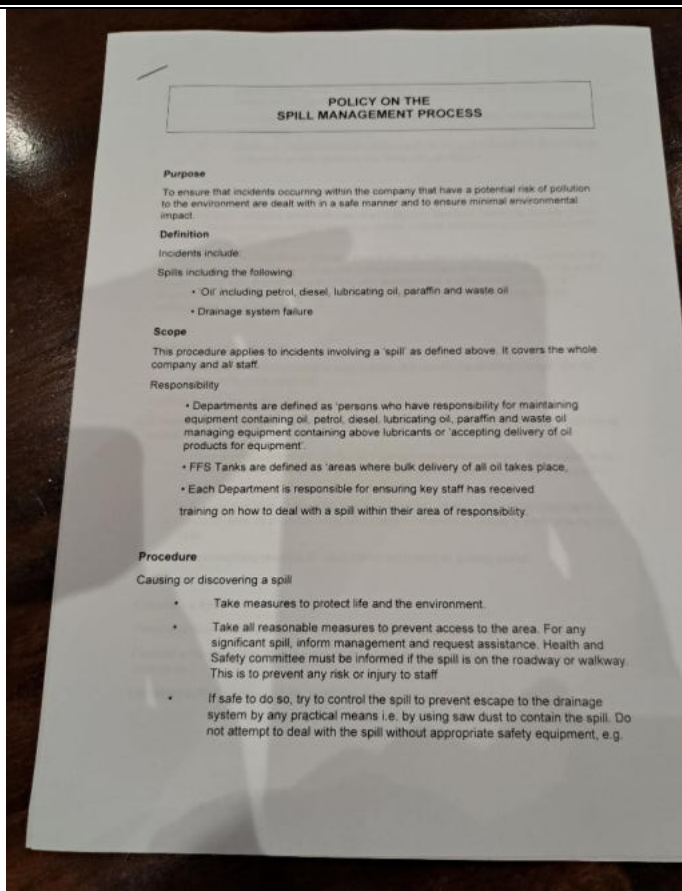 POLICY ON THE
SPILL MANAGEMENT PROCESS
Purpose
To ensure that incidents occurring within the company that have a potential risk of pollution
to the environment are dealt with in a safe manner and to ensure minimal environmental
impact.
Definition
Incidents include:
Spills including the following:
• 'Oil' including petrol, diesel, lubricating oil, paraffin and waste oil
• Drainage system failure
Scope
This procedure applies to incidents involving a 'spill' as defined above. It covers the whole
company and all staff.
Responsibility
• Departments are defined as 'persons who have responsibility for maintaining
equipment containing oil, petrol, diesel, lubricating oil, paraffin and waste oil
managing equipment containing above lubricants or 'accepting delivery of oil
products for equipment'.
• FFS Tanks are defined as 'areas where bulk delivery of all oil takes place,
• Each Department is responsible for ensuring key staff has received
training on how to deal with a spill within their area of responsibility.
Procedure
Causing or discovering a spill
• Take measures to protect life and the environment.
• Take all reasonable measures to prevent access to the area. For any
significant spill, inform management and request assistance. Health and
Safety committee must be informed if the spill is on the roadway or walkway.
This is to prevent any risk or injury to staff
• If safe to do so, try to control the spill to prevent escape to the drainage
system by any practical means i.e. by using saw dust to contain the spill. Do
not attempt to deal with the spill without appropriate safety equipment, e.g.